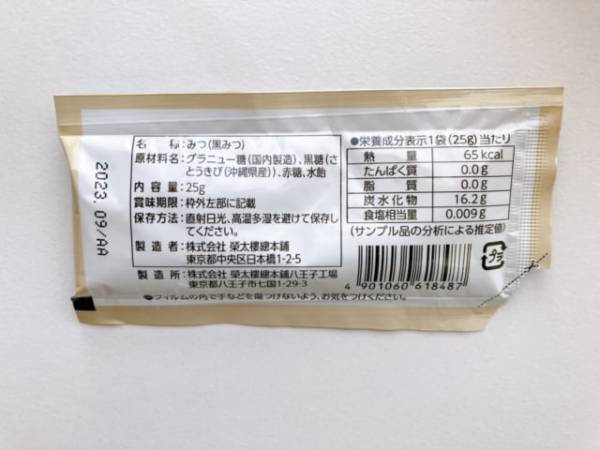 2023.09/AA
名 称:みつ(黒みつ)
原材料名:グラニュー糖(国内製造)、黒糖(さ
とうきび(沖縄県産))、赤糖、水飴
内 容 量:25g
賞味期限:枠外左部に記載
保存方法:直射日光、高温多湿を避けて保存し
てください。
製 造 者:株式会社 榮太樓總本鋪
東京都中央区日本橋1-2-5
製 造 所:株式会社 榮太樓總本鋪八王子工場
東京都八王子市七国1-29-3
●フィルムの角で手などを傷つけないよう、お気をつけください。
●栄養成分表示1袋(25g)当たり
熱 量 65kcal
たんぱく質 0.0g
脂 質 0.0g
炭水化物 16.2g
食塩相当量 0.009g
(サンプル品の分析による推定値)
プラ
4 901060 618487